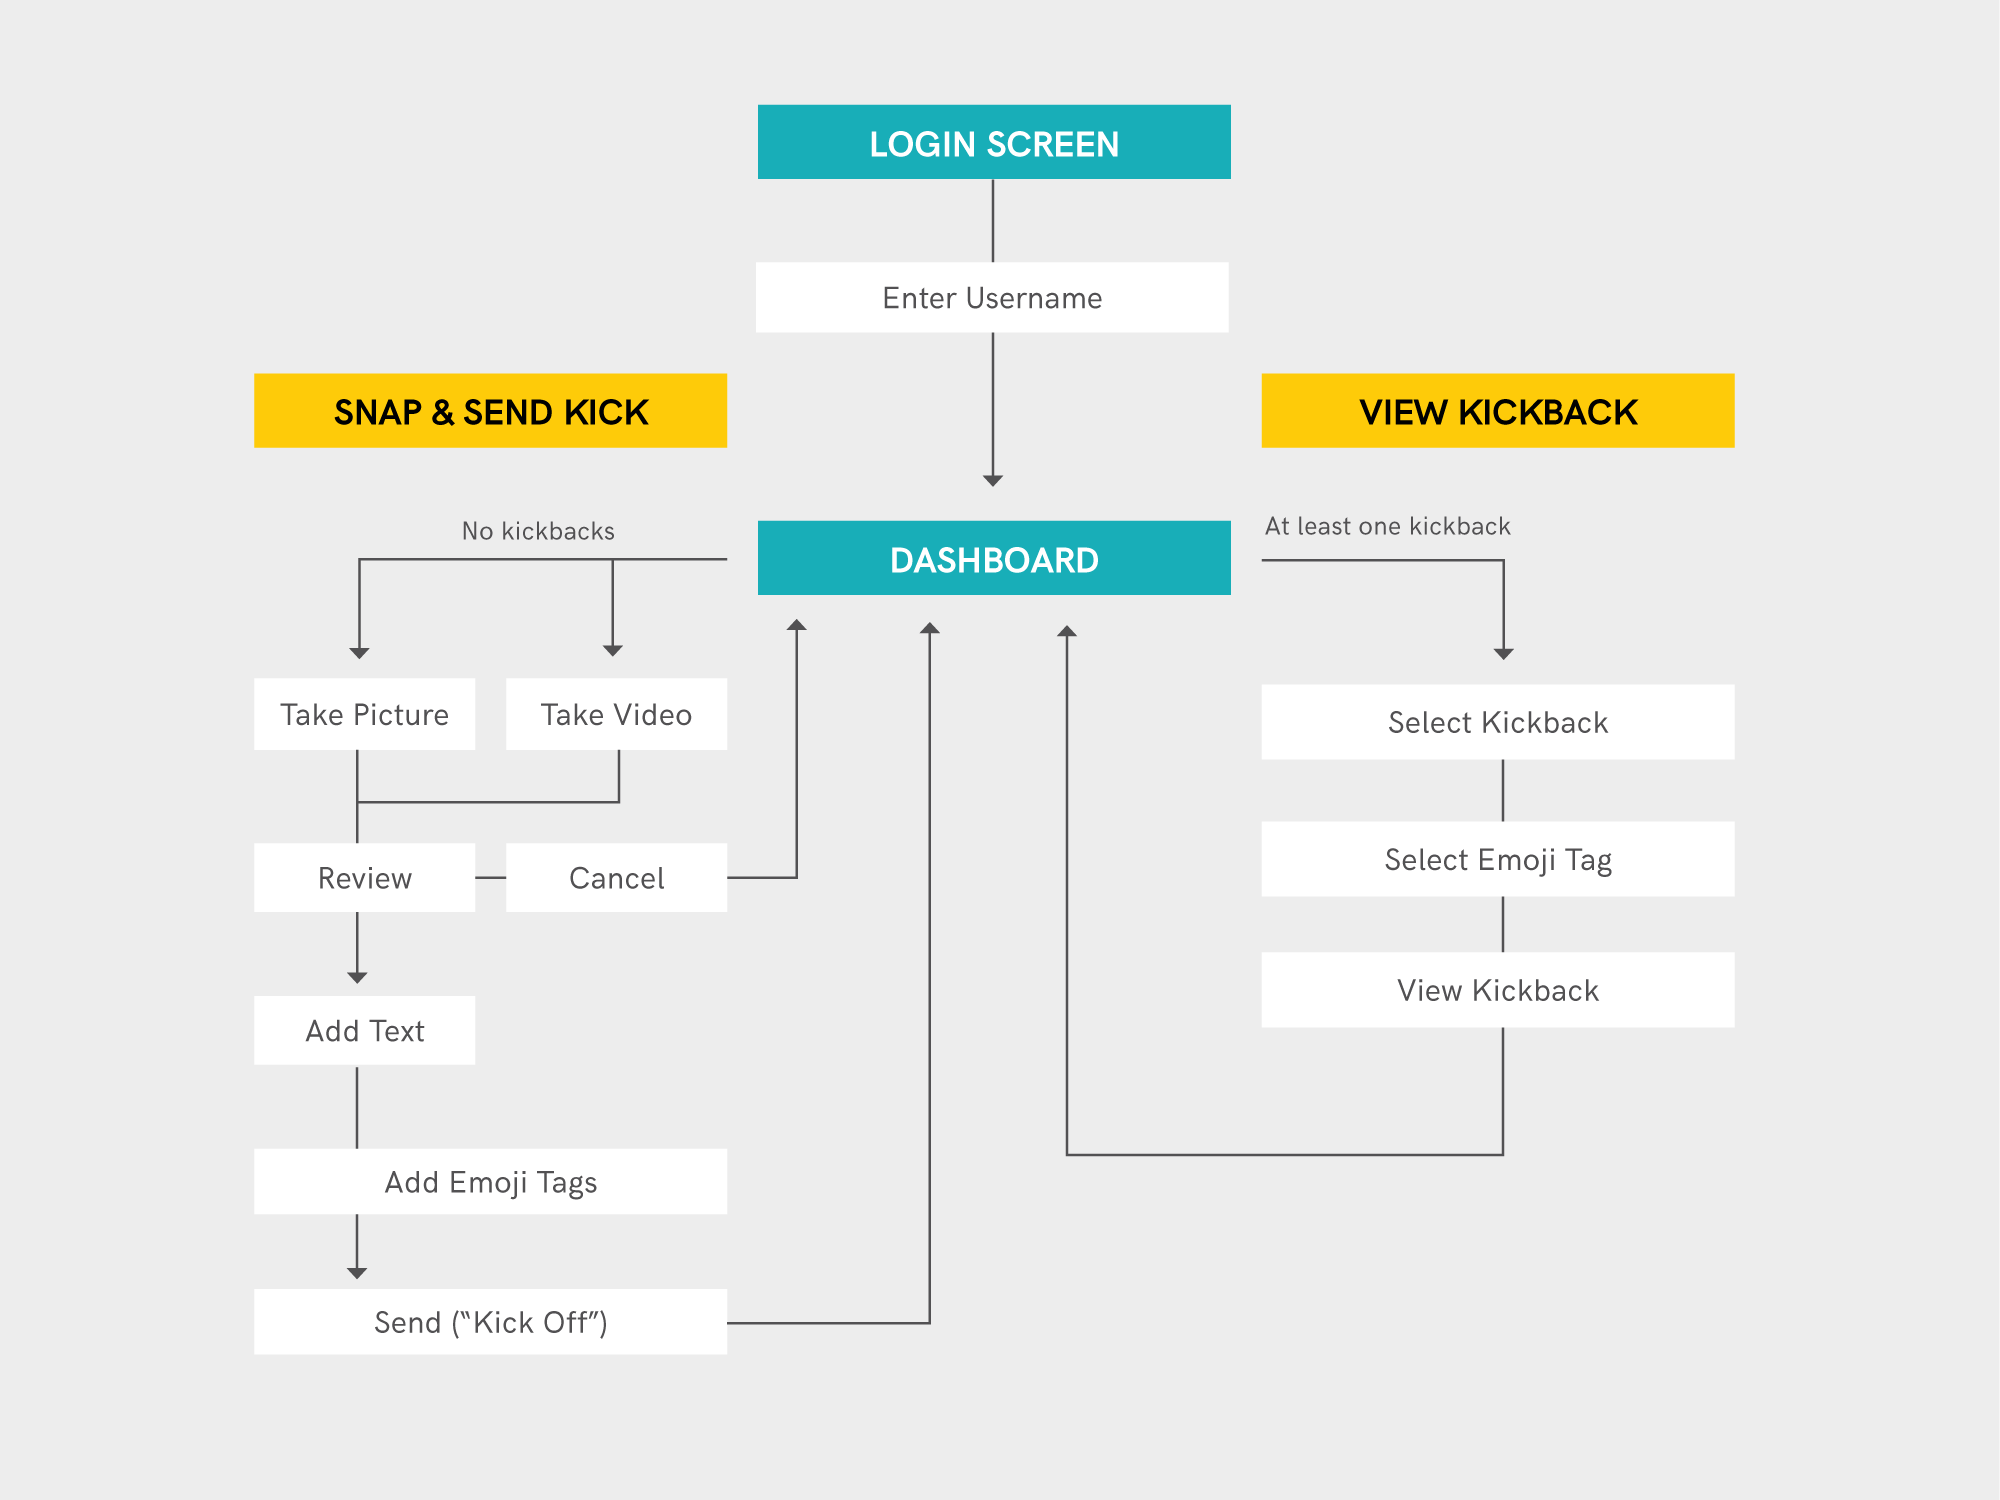 LOGIN SCREEN
Enter Username
SNAP & SEND KICK
VIEW KICKBACK
No kickbacks
DASHBOARD
At least one kickback
Take Picture
Take Video
Select Kickback
Review
Cancel
Select Emoji Tag
Add Text
View Kickback
Add Emoji Tags
Send (“Kick Off”)